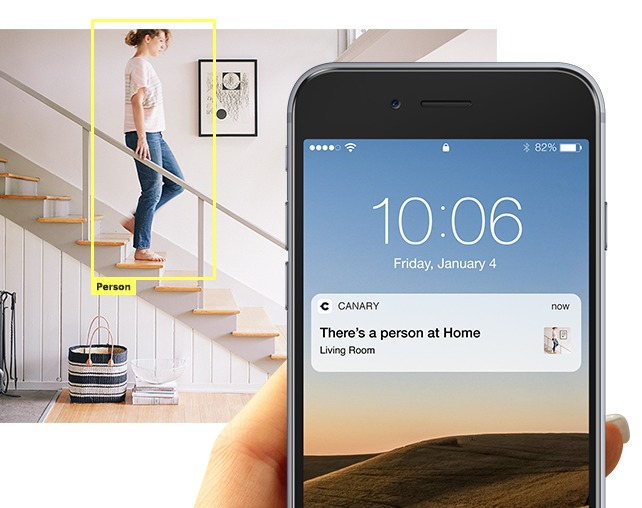 Person
82%
10:06
Friday, January 4
CANARY
now
There's a person at Home
Living Room